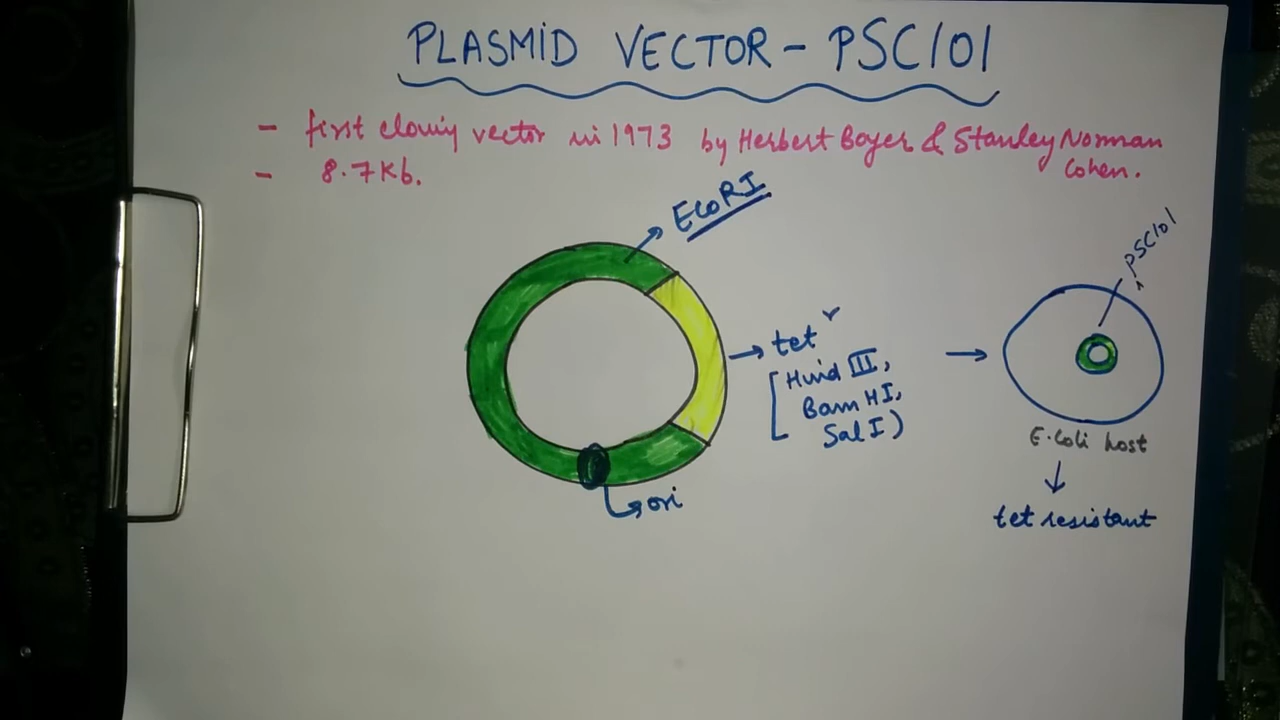 PLASMID VECTOR - PSC101
- first cloning vector in 1973 by Herbert Boyer & Stanley Norman
Cohen.
- 8.7Kb.
EcoRI
PSC101
tet r
[Hind III,
Bam HI,
Sal I)
E.Coli host
ori
tet resistant